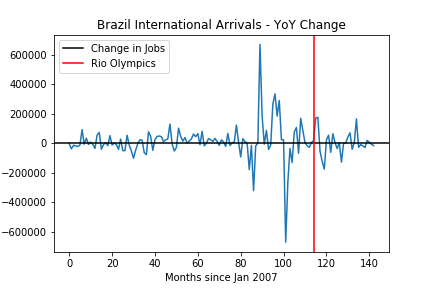 Brazil International Arrivals - YoY Change
Change in Jobs
Rio Olympics
600000
400000
200000
0
−200000
−400000
−600000
0 20 40 60 80 100 120 140
Months since Jan 2007